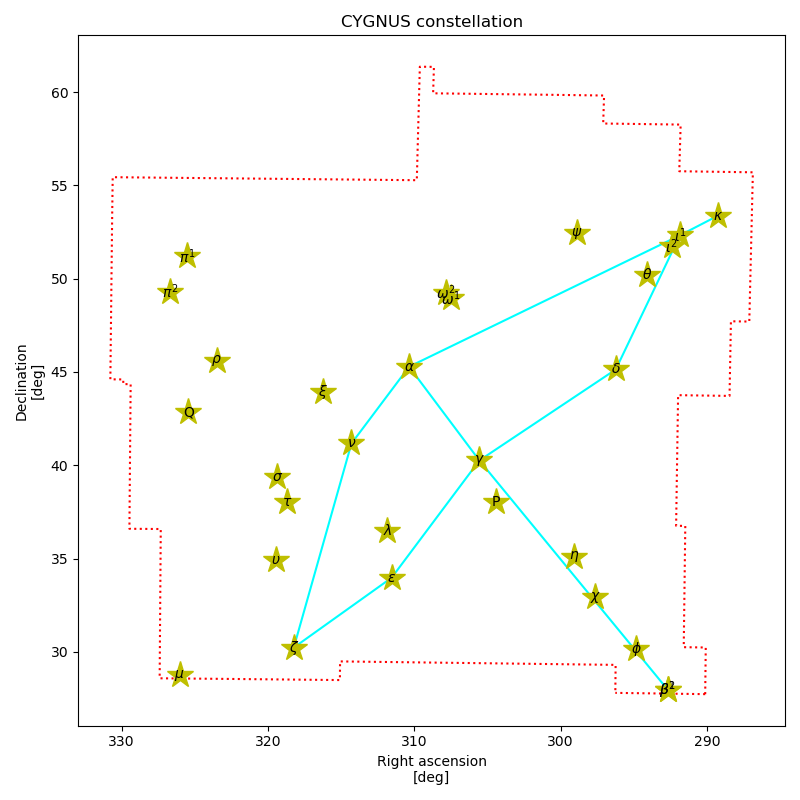 CYGNUS constellation
60
55
50
45
40
35
30
Declination
[deg]
κ
ψ
ι¹
ι²
π¹
θ
π²
ω²
ω¹
ρ
α
δ
ξ
Q
ν
γ
σ
τ
P
λ
υ
η
ε
χ
ζ
φ
μ
330
320
310
300
290
Right ascension
[deg]